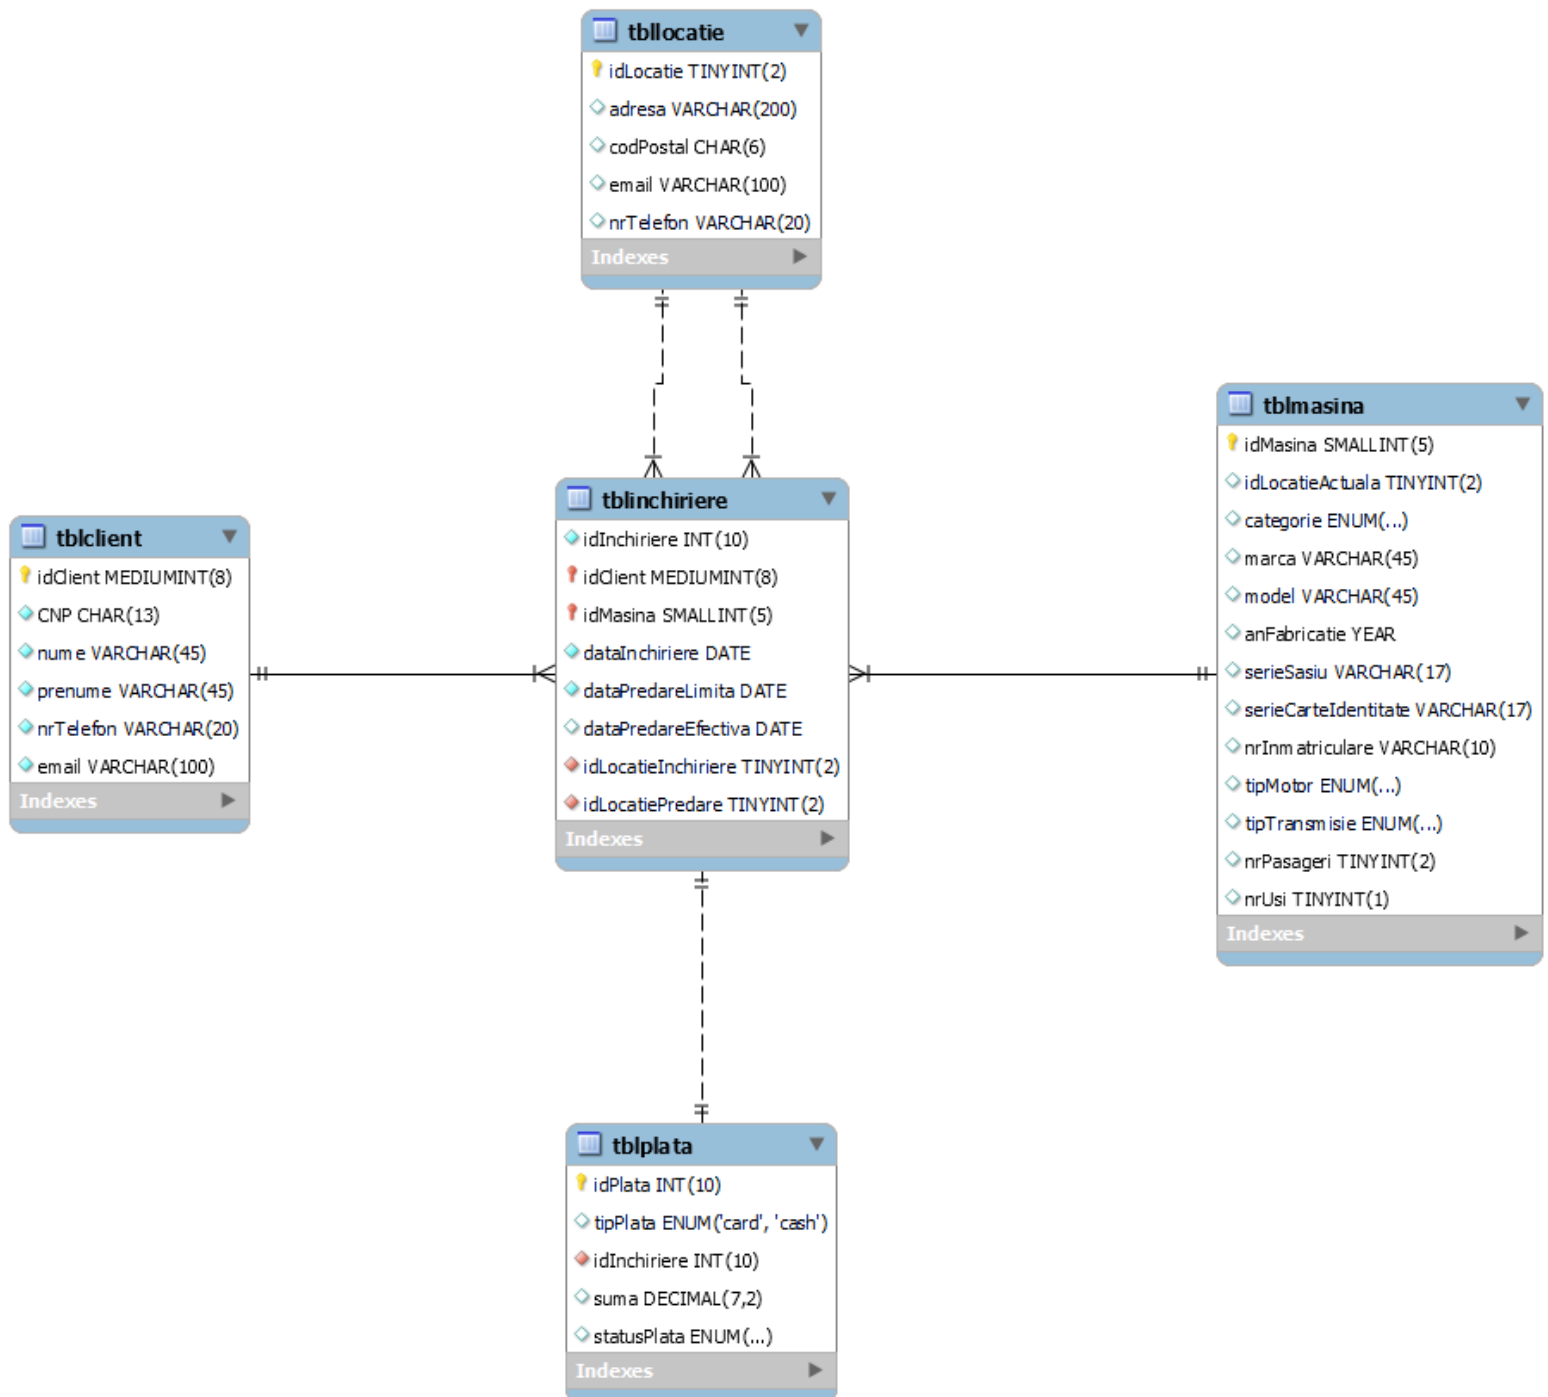 tbllocatie
idLocatie TINYINT(2)
adresa VARCHAR(200)
codPostal CHAR(6)
email VARCHAR(100)
nrTelefon VARCHAR(20)
Indexes
tblclient
idClient MEDIUMINT(8)
CNP CHAR(13)
nume VARCHAR(45)
prenume VARCHAR(45)
nrTelefon VARCHAR(20)
email VARCHAR(100)
Indexes
tblinchiriere
idInchiriere INT(10)
idClient MEDIUMINT(8)
idMasina SMALLINT(5)
dataInchiriere DATE
dataPredareLimita DATE
dataPredareEfectiva DATE
idLocatieInchiriere TINYINT(2)
idLocatiePredare TINYINT(2)
Indexes
tblmasina
idMasina SMALLINT(5)
idLocatieActuala TINYINT(2)
categorie ENUM(...)
marca VARCHAR(45)
model VARCHAR(45)
anFabricatie YEAR
serieSasiu VARCHAR(17)
serieCarteIdentitate VARCHAR(17)
nrInmatriculare VARCHAR(10)
tipMotor ENUM(...)
tipTransmisie ENUM(...)
nrPasageri TINYINT(2)
nrUsi TINYINT(1)
Indexes
tblplata
idPlata INT(10)
tipPlata ENUM('card', 'cash')
idInchiriere INT(10)
suma DECIMAL(7,2)
statusPlata ENUM(...)
Indexes